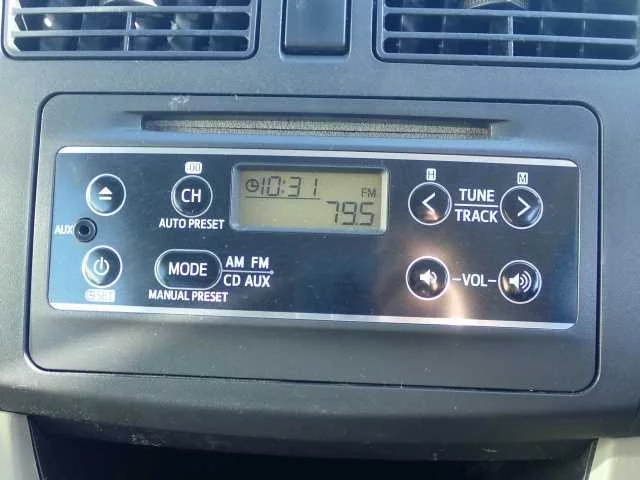 :00
H
M
CH
10:31
FM
79.5
TUNE
TRACK
AUX
AUTO PRESET
MODE
AM FM
CD AUX
VOL
MANUAL PRESET